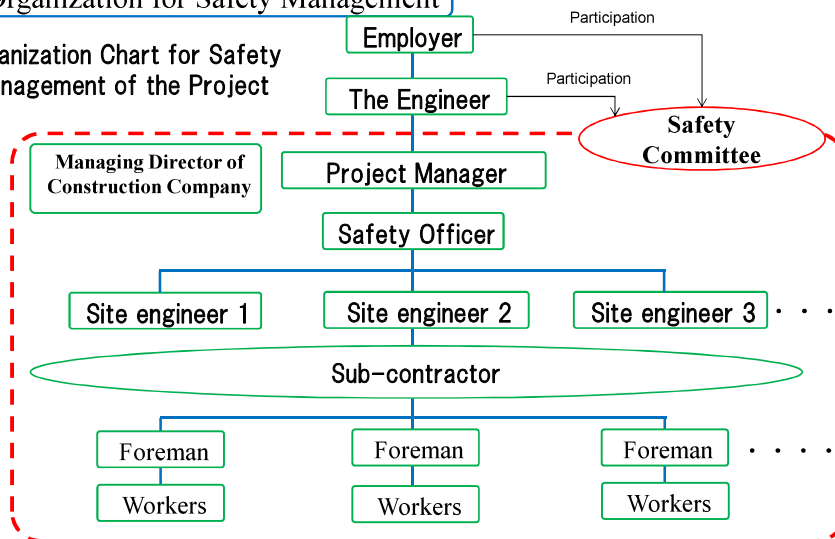 Organization for Safety Management
Employer
Participation
anization Chart for Safety
nagement of the Project
The Engineer
Participation
Safety
Committee
Managing Director of
Construction Company
Project Manager
Safety Officer
Site engineer 1
Site engineer 2
Site engineer 3 ・・・
Sub-contractor
Foreman
Foreman
Foreman
・・・・
Workers
Workers
Workers